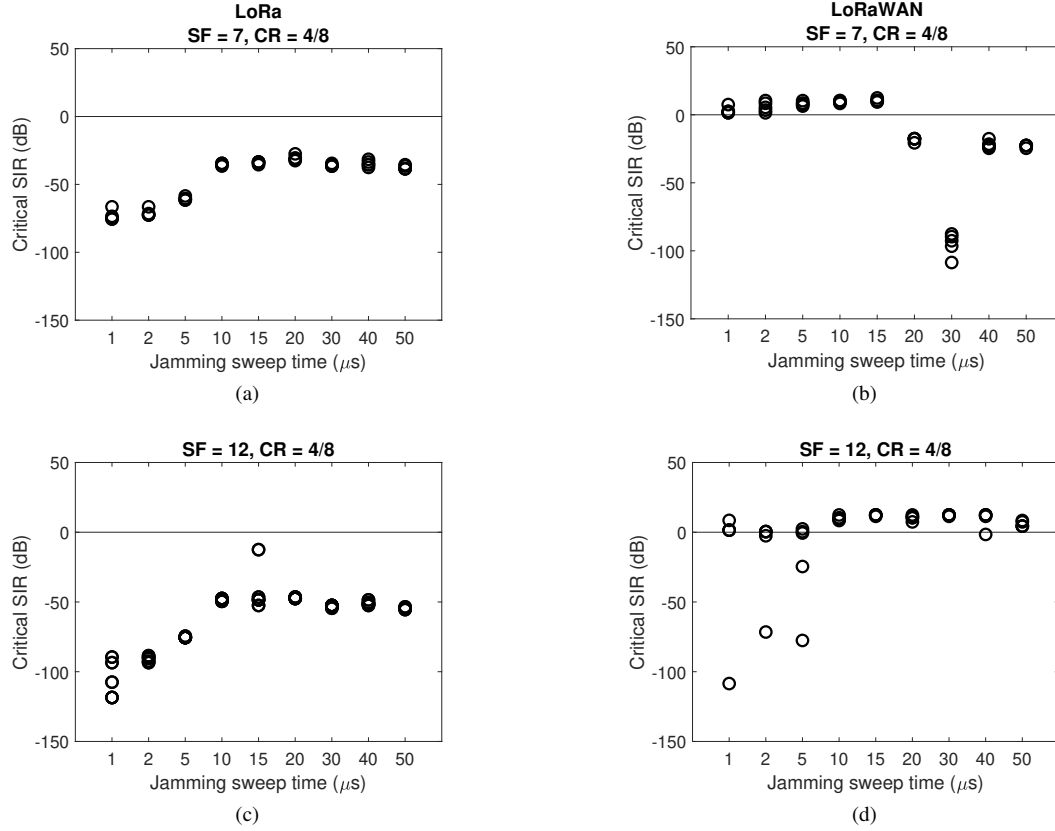 LoRa
SF = 7, CR = 4/8
50
0
-50
-100
-150
Critical SIR (dB)
1 2 5 10 15 20 30 40 50
Jamming sweep time (μs)
(a)
LoRaWAN
SF = 7, CR = 4/8
50
0
-50
-100
-150
Critical SIR (dB)
1 2 5 10 15 20 30 40 50
Jamming sweep time (μs)
(b)
SF = 12, CR = 4/8
50
0
-50
-100
-150
Critical SIR (dB)
1 2 5 10 15 20 30 40 50
Jamming sweep time (μs)
(c)
SF = 12, CR = 4/8
50
0
-50
-100
-150
Critical SIR (dB)
1 2 5 10 15 20 30 40 50
Jamming sweep time (μs)
(d)